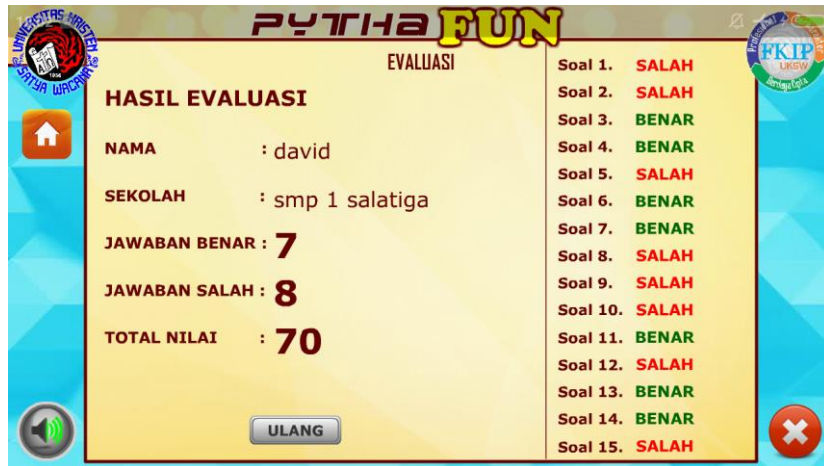 PYTHA FUN
UNIVERSITAS KRISTEN
SATYA WACANA
1956
FKIP
UKSW
EVALUASI
HASIL EVALUASI
NAMA : david
SEKOLAH : smp 1 salatiga
JAWABAN BENAR : 7
JAWABAN SALAH : 8
TOTAL NILAI : 70
ULANG
Soal 1. SALAH
Soal 2. SALAH
Soal 3. BENAR
Soal 4. BENAR
Soal 5. SALAH
Soal 6. BENAR
Soal 7. BENAR
Soal 8. SALAH
Soal 9. SALAH
Soal 10. SALAH
Soal 11. BENAR
Soal 12. SALAH
Soal 13. BENAR
Soal 14. BENAR
Soal 15. SALAH